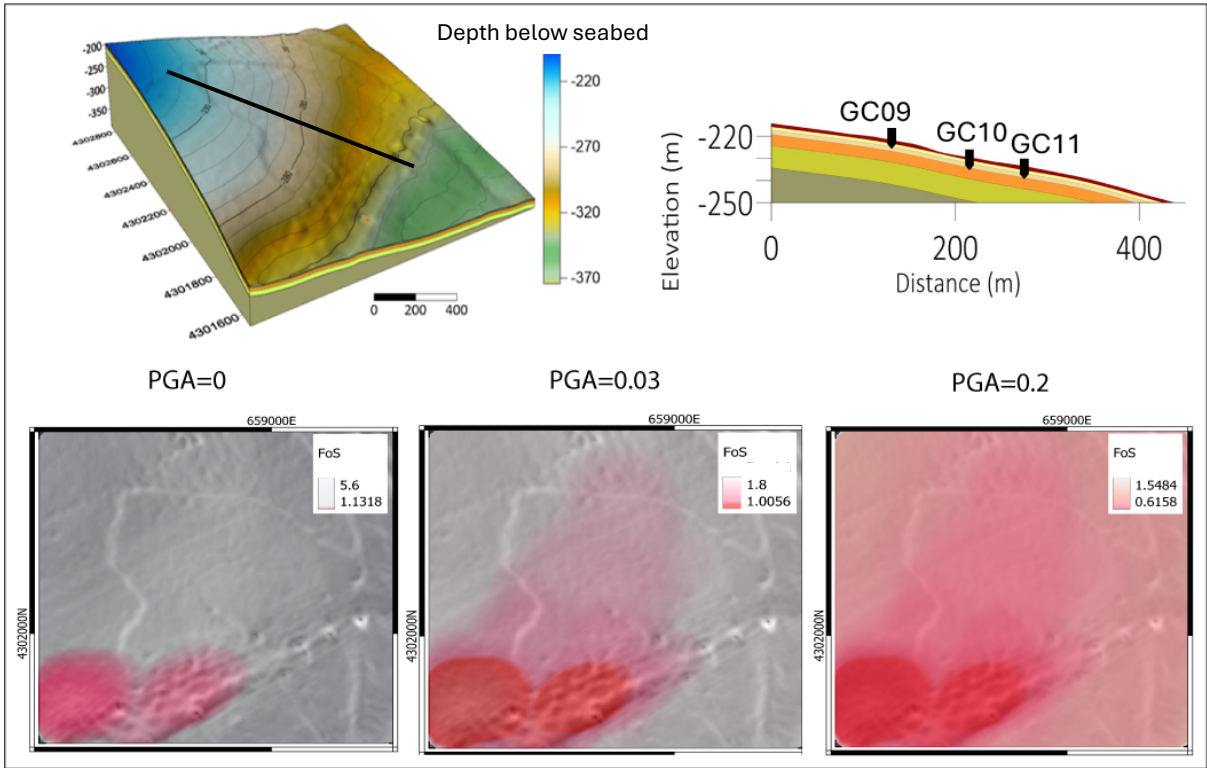 Depth below seabed
-200
-250
-300
-350
4302800
4302600
4302400
4302200
4302000
4301800
4301600
-220
-270
-320
-370
0 200 400
GC09
GC10
GC11
Elevation (m)
-220
-250
0 200 400
Distance (m)
PGA=0
PGA=0.03
PGA=0.2
659000E
4302000N
FoS
5.6
1.1318
659000E
4302000N
FoS
1.8
1.0056
659000E
4302000N
FoS
1.5484
0.6158